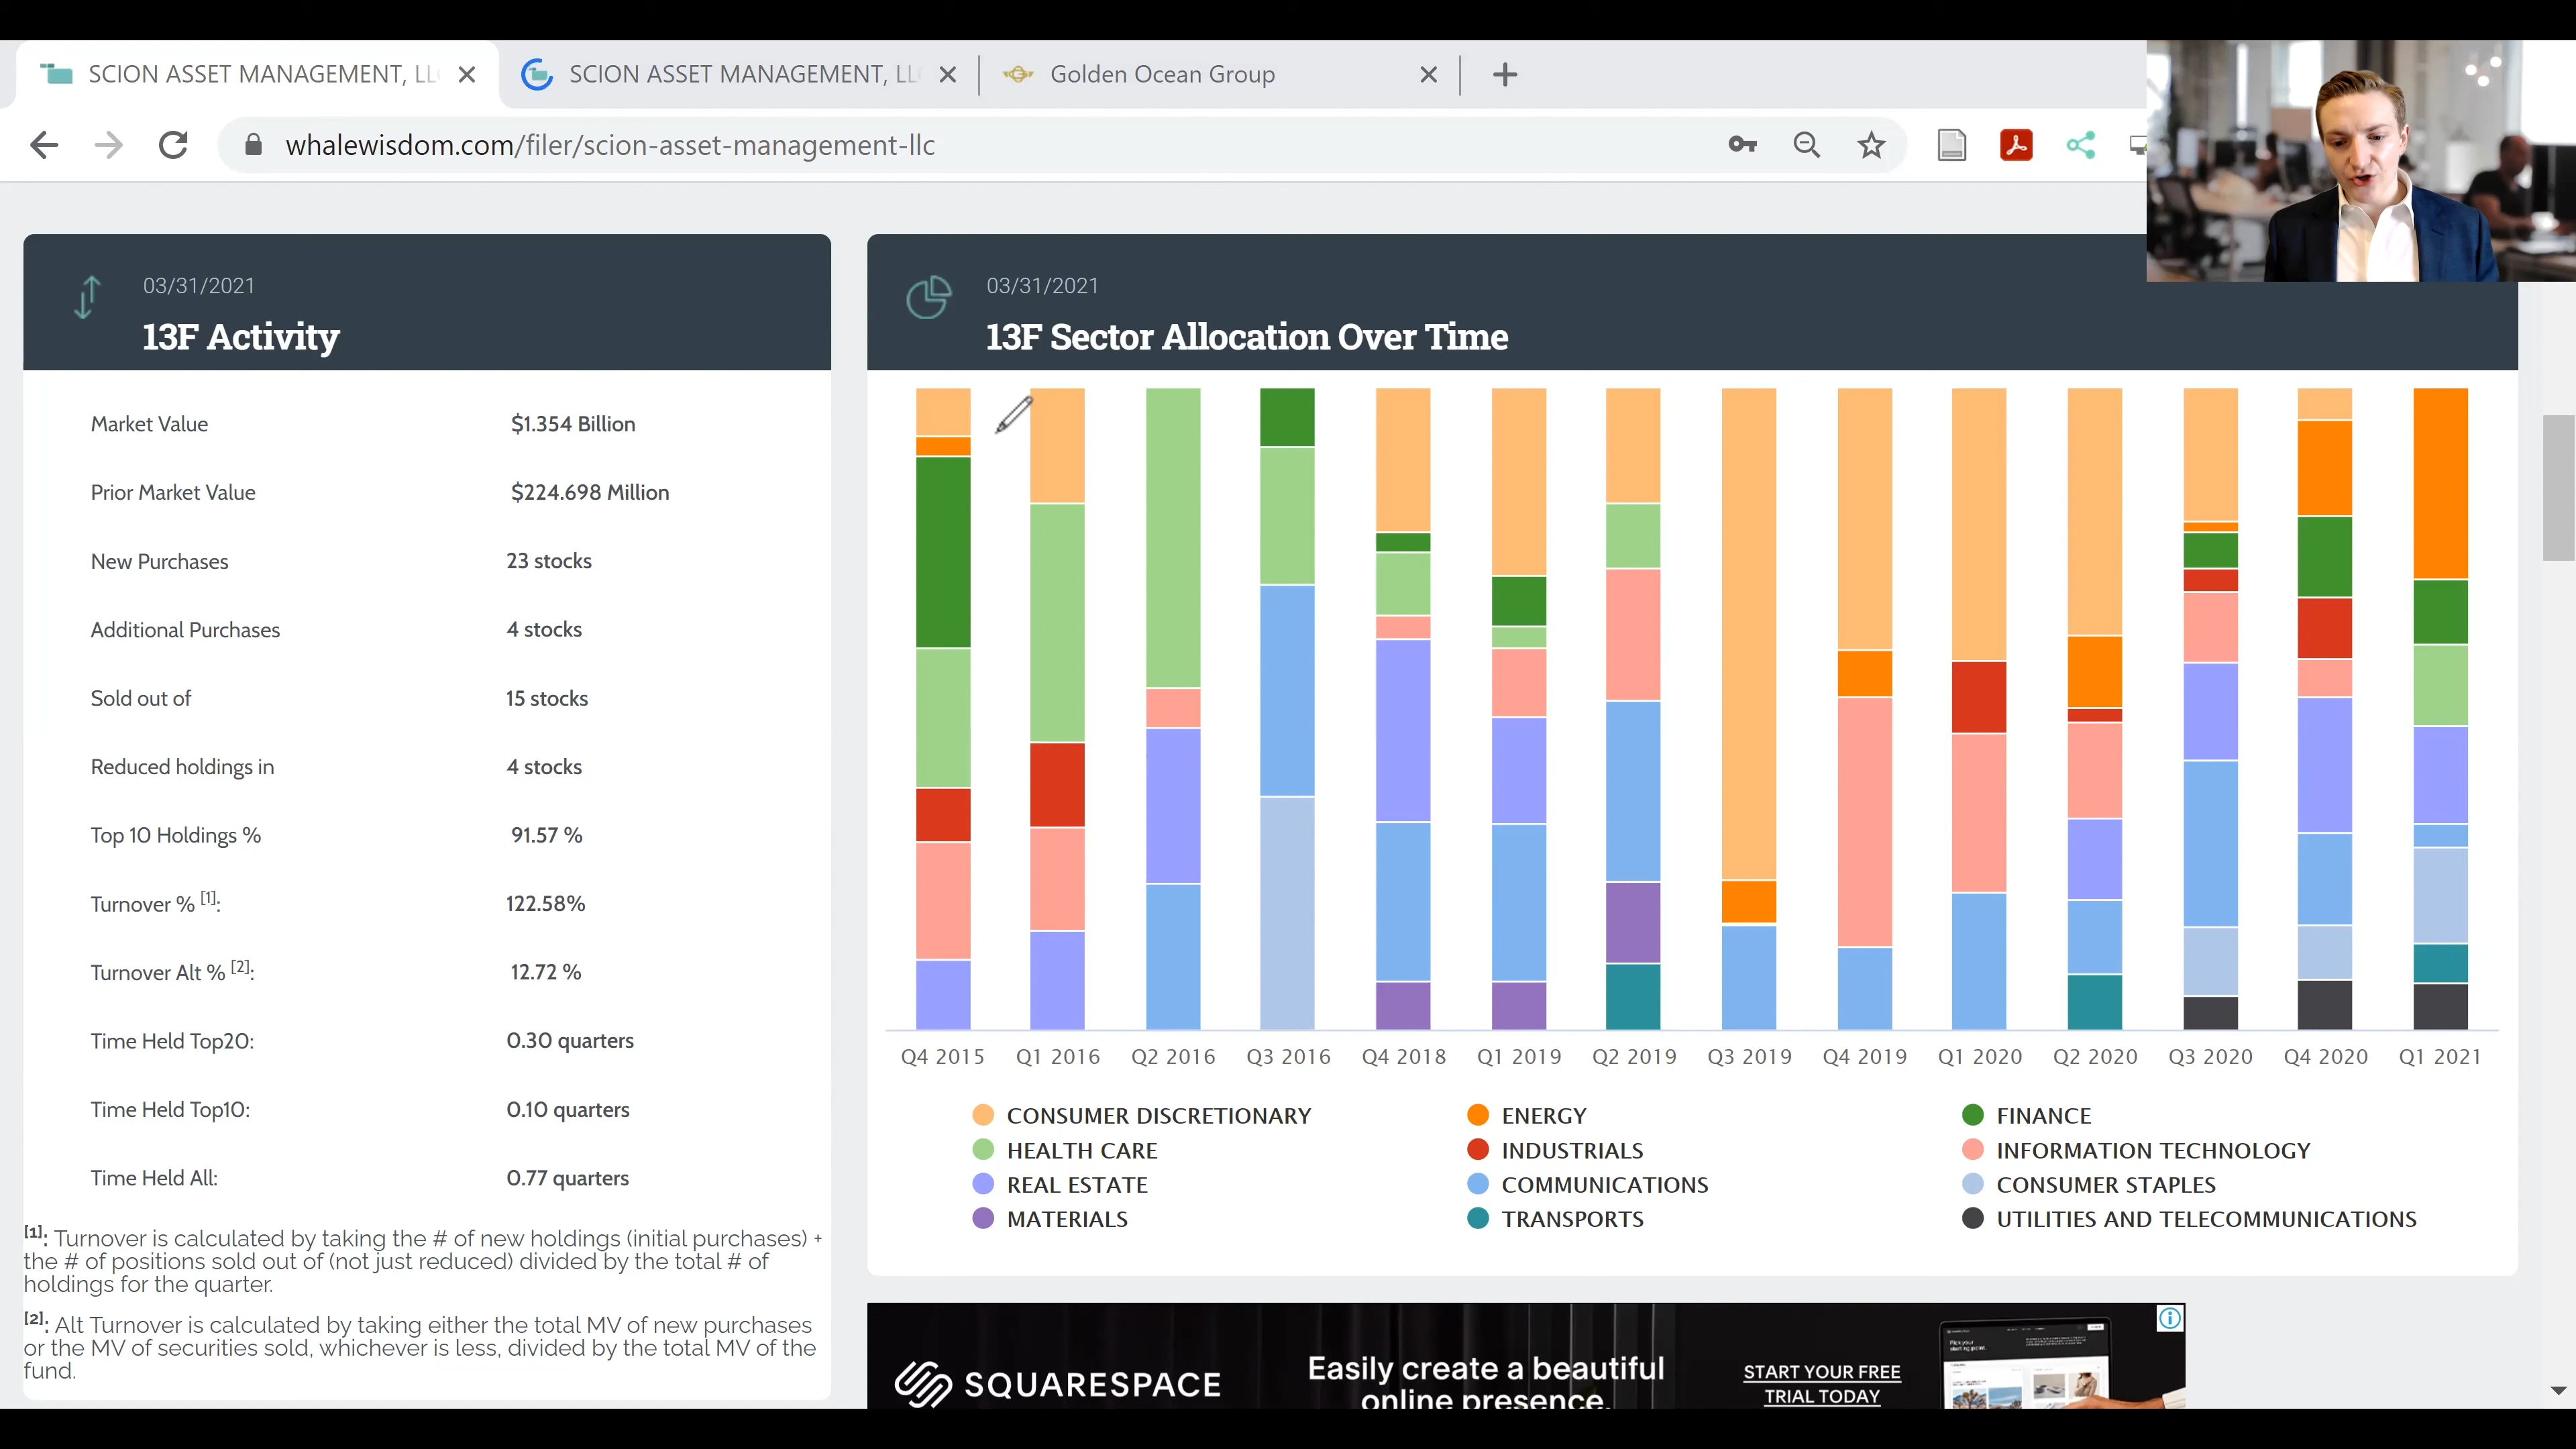 SCION ASSET MANAGEMENT, LL
SCION ASSET MANAGEMENT, LL
Golden Ocean Group
whalewisdom.com/filer/scion-asset-management-llc
03/31/2021
13F Activity
Market Value $1.354 Billion
Prior Market Value $224.698 Million
New Purchases 23 stocks
Additional Purchases 4 stocks
Sold out of 15 stocks
Reduced holdings in 4 stocks
Top 10 Holdings % 91.57 %
Turnover % [1]: 122.58%
Turnover Alt % [2]: 12.72 %
Time Held Top20: 0.30 quarters
Time Held Top10: 0.10 quarters
Time Held All: 0.77 quarters
[1]: Turnover is calculated by taking the # of new holdings (initial purchases) +
the # of positions sold out of (not just reduced) divided by the total # of
holdings for the quarter.
[2]: Alt Turnover is calculated by taking either the total MV of new purchases
or the MV of securities sold, whichever is less, divided by the total MV of the
fund.
03/31/2021
13F Sector Allocation Over Time
Q4 2015 Q1 2016 Q2 2016 Q3 2016 Q4 2018 Q1 2019 Q2 2019 Q3 2019 Q4 2019 Q1 2020 Q2 2020 Q3 2020 Q4 2020 Q1 2021
CONSUMER DISCRETIONARY ENERGY FINANCE
HEALTH CARE INDUSTRIALS INFORMATION TECHNOLOGY
REAL ESTATE COMMUNICATIONS CONSUMER STAPLES
MATERIALS TRANSPORTS UTILITIES AND TELECOMMUNICATIONS
SQUARESPACE
Easily create a beautiful
online presence.
START YOUR FREE
TRIAL TODAY